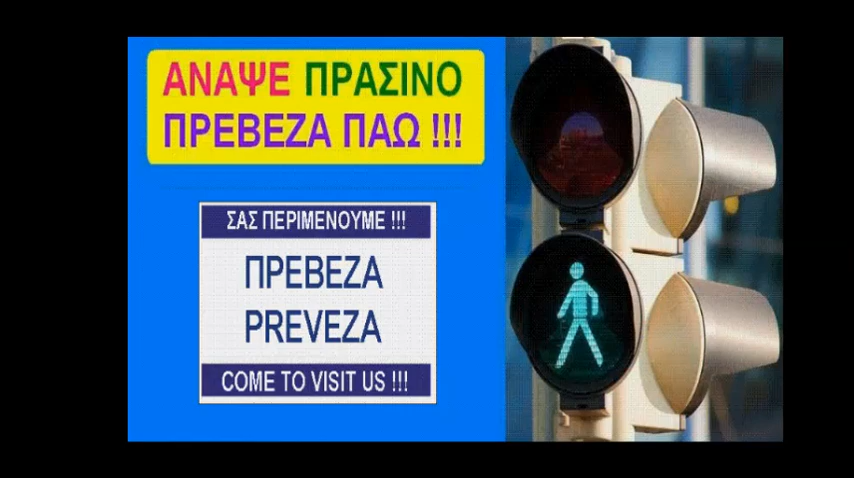 ΑΝΑΨΕ ΠΡΑΣΙΝΟ
ΠΡΕΒΕΖΑ ΠΑΩ !!!
ΣΑΣ ΠΕΡΙΜΕΝΟΥΜΕ !!!
ΠΡΕΒΕΖΑ
PREVEZA
COME TO VISIT US !!!